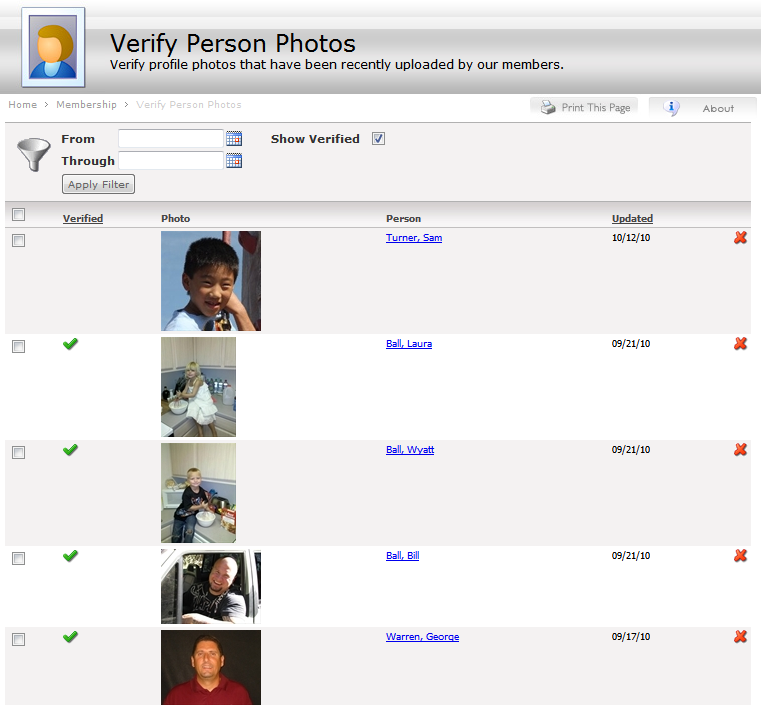 Verify Person Photos
Verify profile photos that have been recently uploaded by our members.
Home > Membership > Verify Person Photos
Print This Page
About
From
Show Verified
Through
Apply Filter
Verified Photo Person Updated
Turner, Sam 10/12/10
Ball, Laura 09/21/10
Ball, Wyatt 09/21/10
Ball, Bill 09/21/10
Warren, George 09/17/10